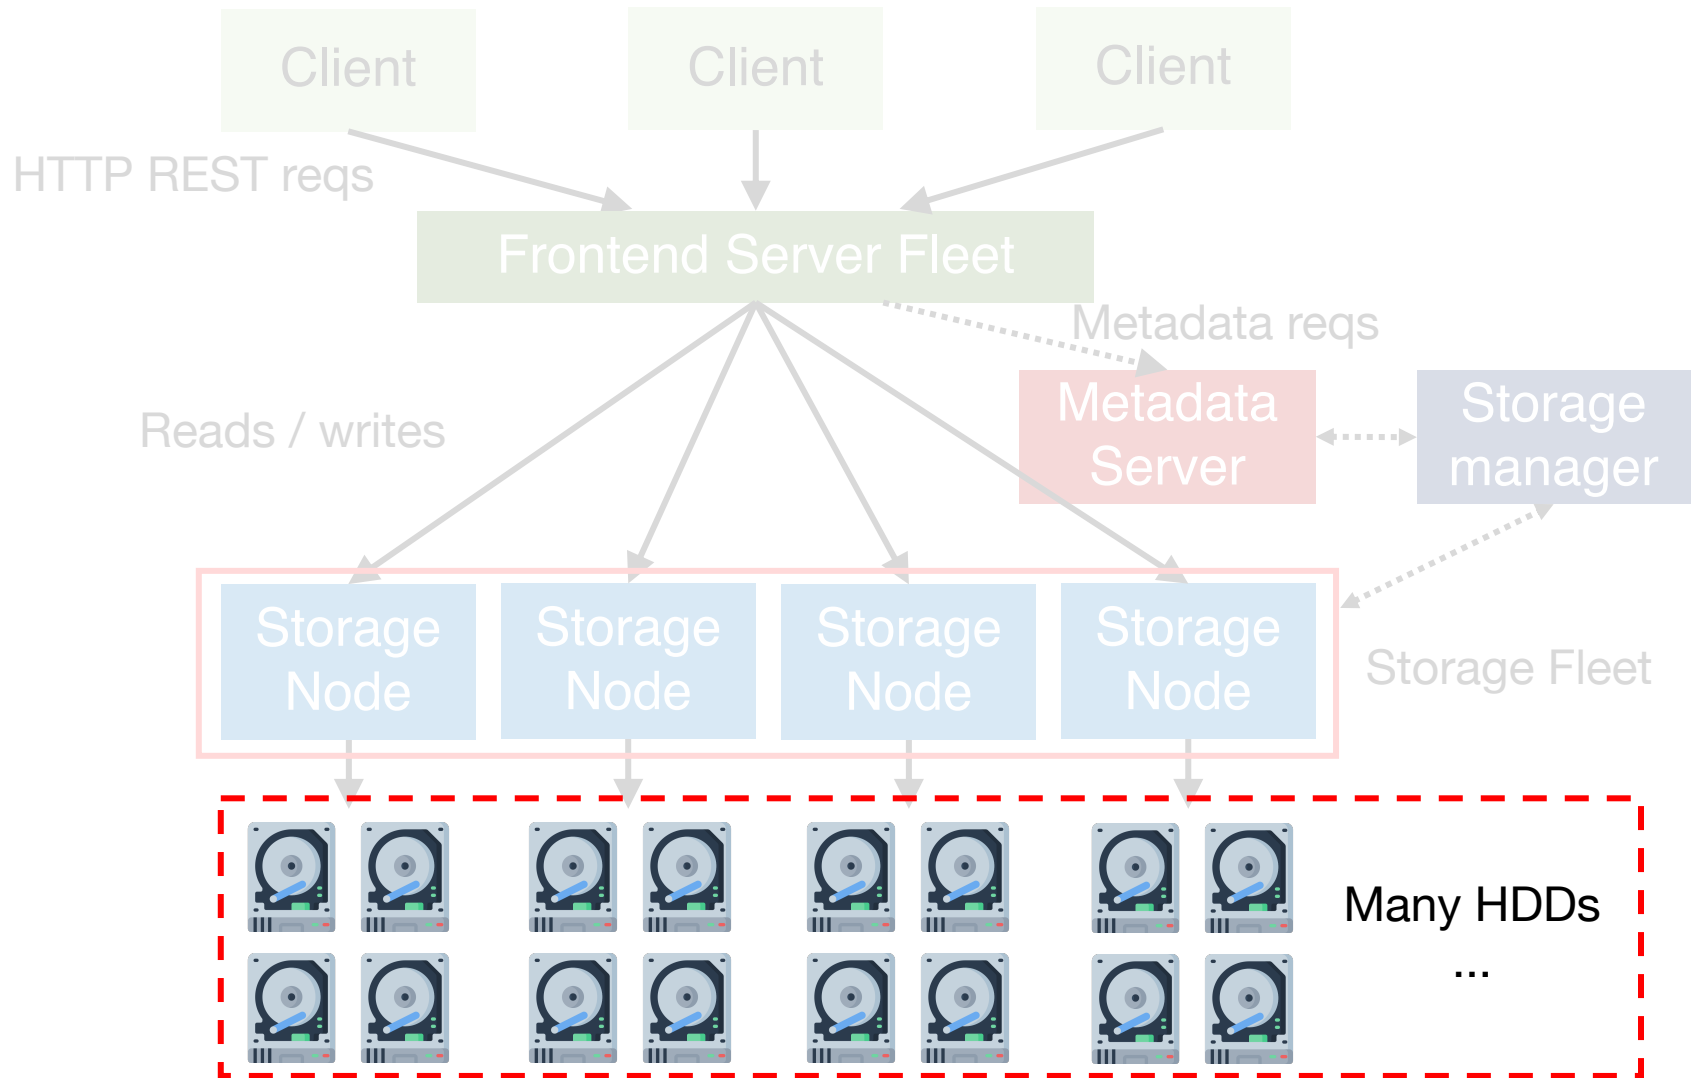 Client
Client
Client
HTTP REST reqs
Frontend Server Fleet
Metadata reqs
Reads / writes
Metadata
Server
Storage
manager
Storage
Node
Storage
Node
Storage
Node
Storage
Node
Storage Fleet
Many HDDs
...